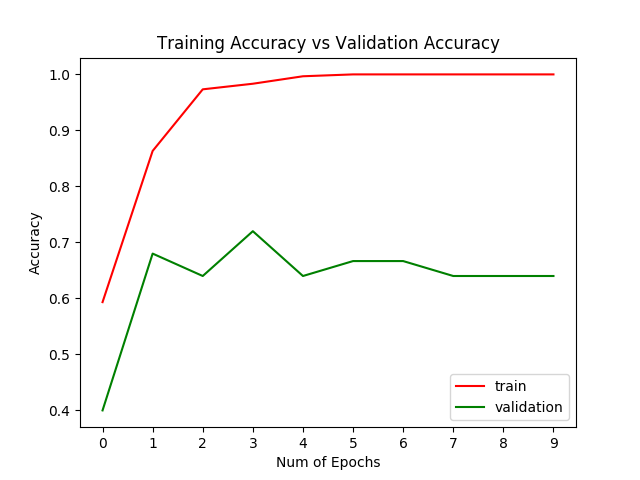 Training Accuracy vs Validation Accuracy
1.0
0.9
0.8
0.7
0.6
0.5
0.4
Accuracy
0 1 2 3 4 5 6 7 8 9
Num of Epochs
train
validation